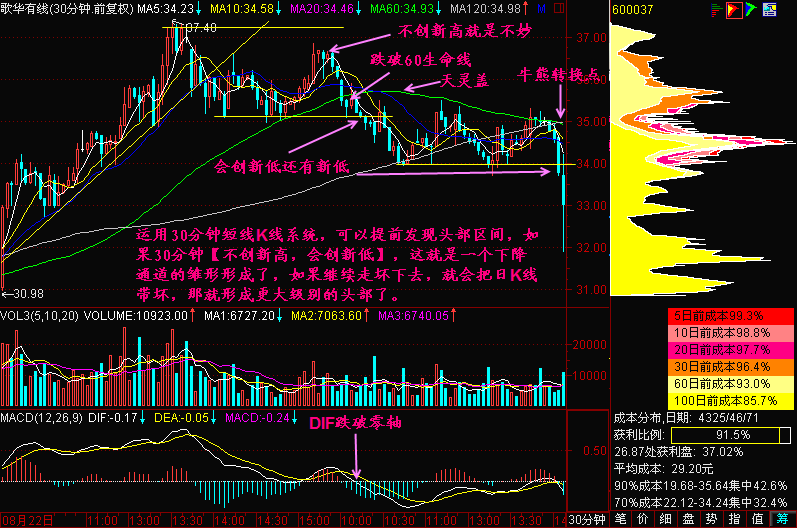 歌华有线(30分钟.前复权) MA5:34.23↓ MA10:34.58↓ MA20:34.46↓ MA60:34.93↓ MA120:34.98↑ M
600037
37.40
不创新高就是不妙
37.00
跌破60生命线
天灵盖
牛熊转换点
36.00
35.00
会创新低还有新低
34.00
33.00
运用30分钟短线K线系统，可以提前发现头部区间，如
果30分钟【不创新高，会创新低】，这就是一个下降
通道的雏形形成了，如果继续走坏下去，就会把日K线
带坏，那就形成更大级别的头部了。
32.00
31.00
←30.98
VOL3(5,10,20) VOLUME:10923.00↑ MA1:6727.20↓ MA2:7063.60↑ MA3:6740.05↑
20000
10000
MACD(12,26,9) DIF:-0.17↓ DEA:-0.05↓ MACD:-0.24↓
DIF跌破零轴
0.50
0.00
08月22日 11:00 13:00 13:30 14:00 14:30 15:00 10:00 10:30 11:00 13:00 13:30 14 30分钟
5日前成本99.3%
10日前成本98.8%
20日前成本97.7%
30日前成本96.4%
60日前成本93.0%
100日前成本85.7%
成本分布,日期: 4325/46/71
获利比例: 91.5%
26.87处获利盘: 37.02%
平均成本: 29.20元
90%成本19.68-35.64集中42.6%
70%成本22.12-34.24集中32.4%
笔 价 细 盘 势 指 值 筹